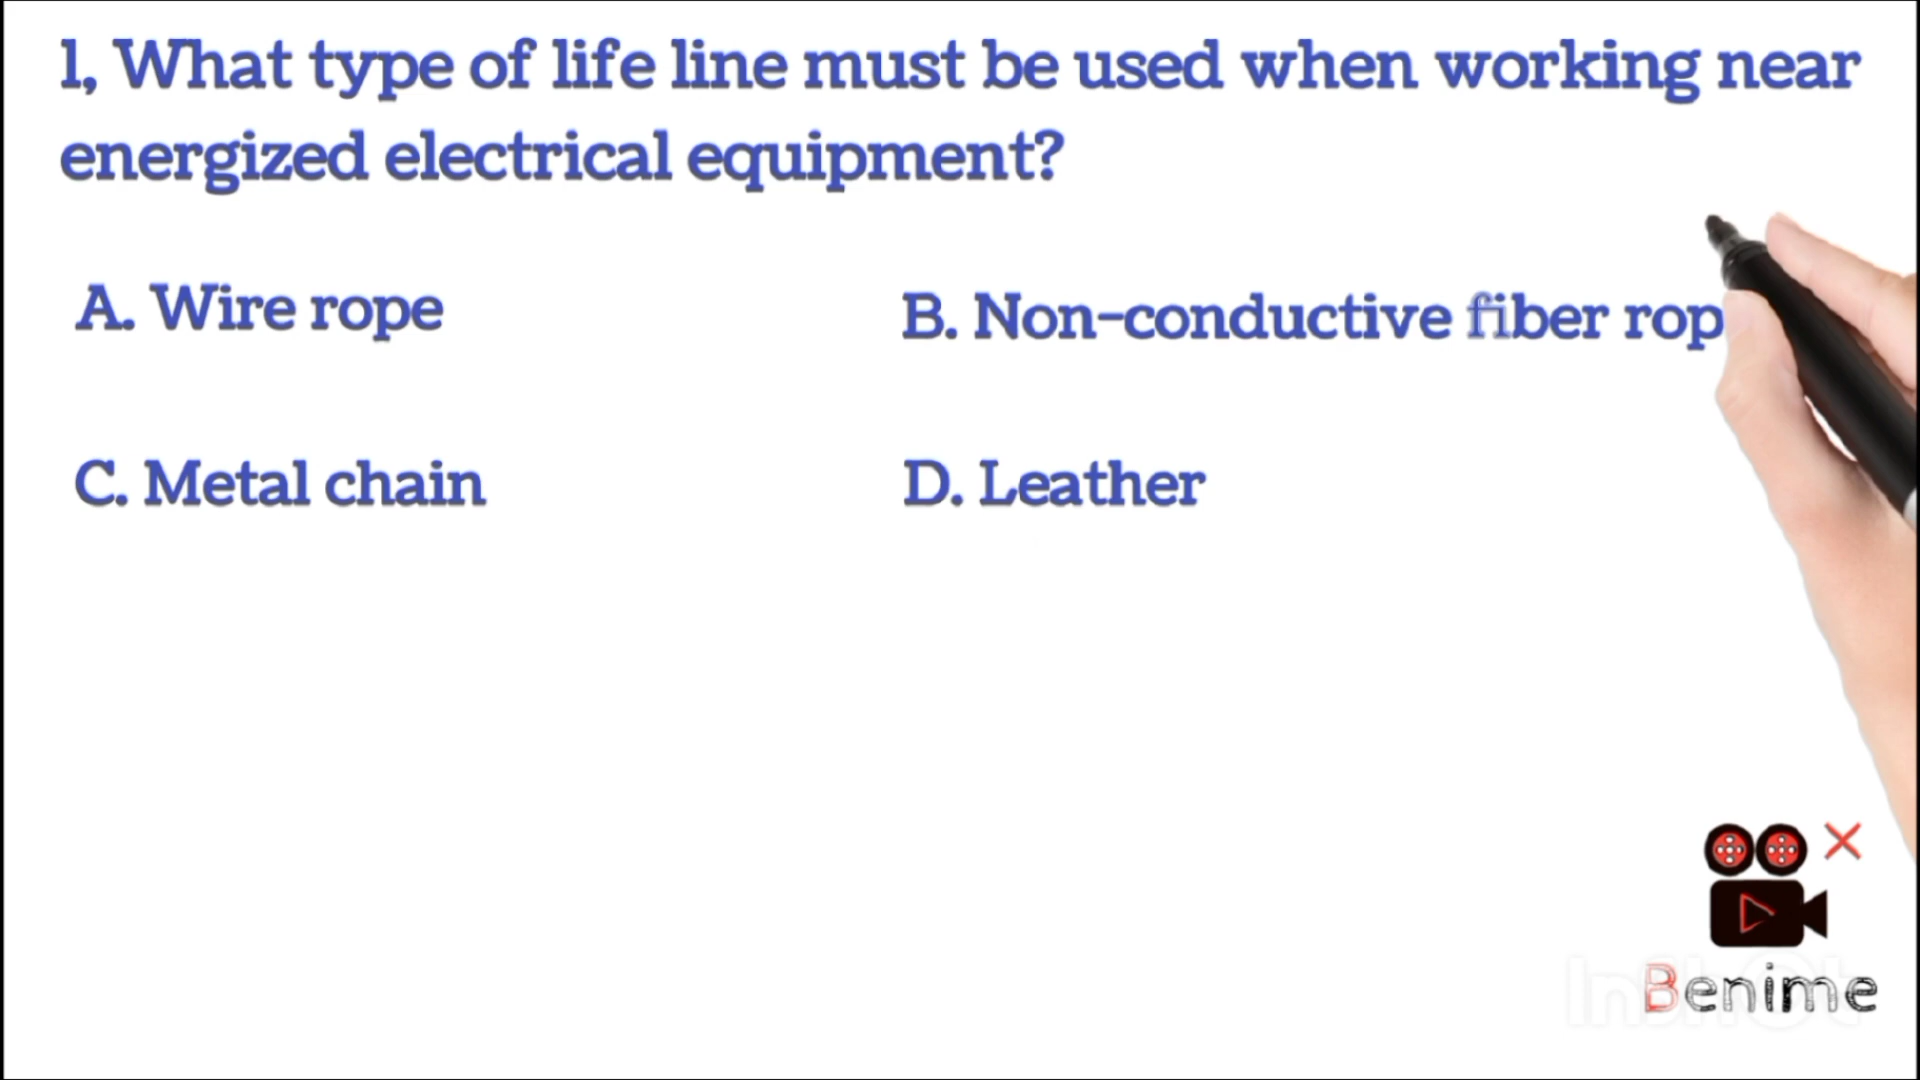 1, What type of life line must be used when working near
energized electrical equipment?
A. Wire rope
B. Non-conductive fiber rop
C. Metal chain
D. Leather
InShot
Benime